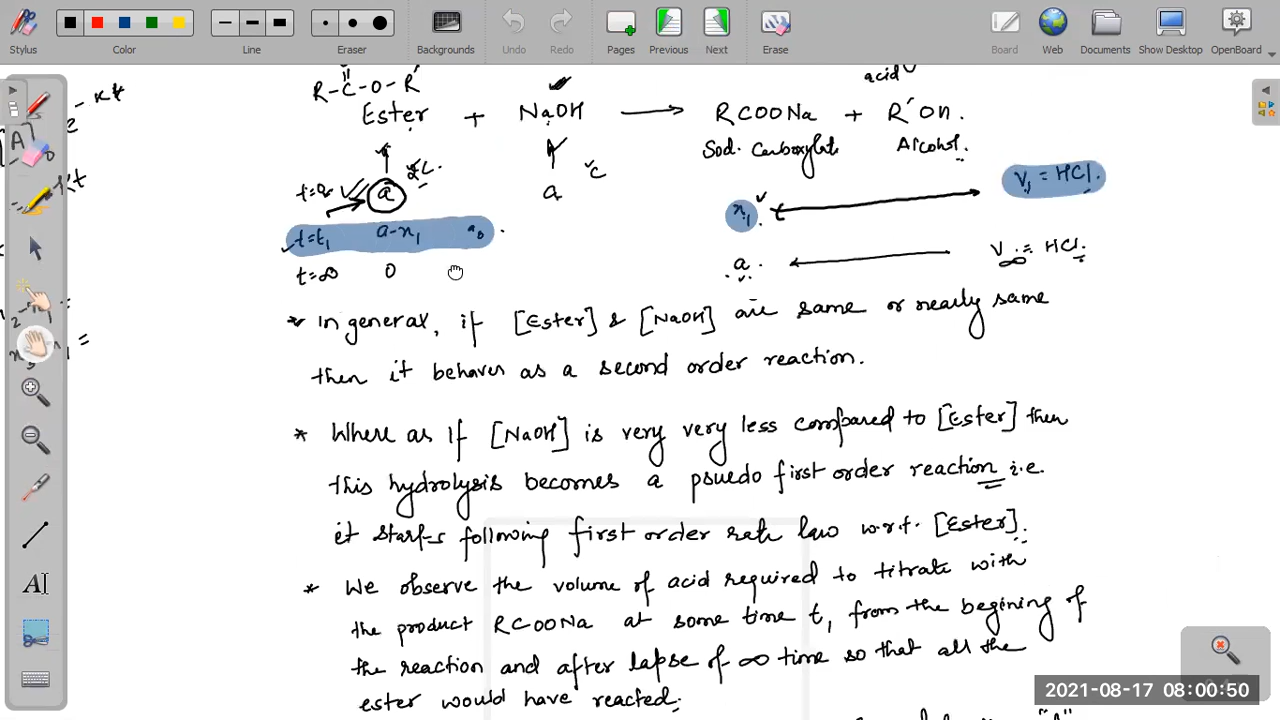 Stylus Color Line Eraser Backgrounds Undo Redo Pages Previous Next Erase Board Web Documents Show Desktop OpenBoard
acid
R-C-O-R'
Ester + NaOH → RCOONa + R'OH.
Sod. Carboxylate Alcohol.
a a
V₁ = HCl.
x₁
t=t₁ a-x₁
t=∞ 0 a V∞ = HCl.
* In general, if [Ester] & [NaOH] are same or nearly same
then it behaves as a second order reaction.
* Where as if [NaOH] is very very less compared to [Ester] then
this hydrolysis becomes a psuedo first order reaction i.e.
it starts following first order rate law w.r.t. [Ester].
* We observe the volume of acid required to titrate with
the product RCOONa at some time t₁ from the begining of
the reaction and after lapse of ∞ time so that all the
ester would have reacted.
2021-08-17 08:00:50